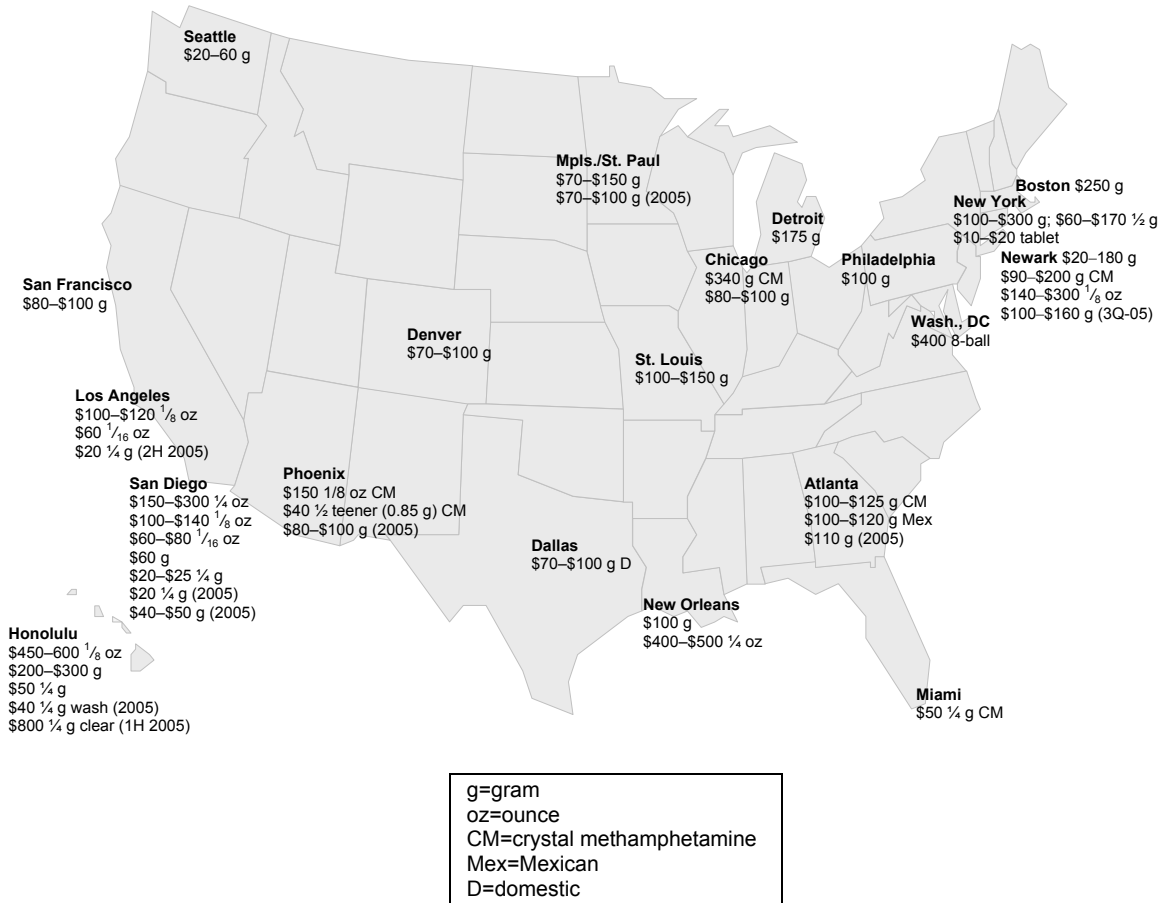 Seattle
$20–60 g
Mpls./St. Paul
$70–$150 g
$70–$100 g (2005)
Boston $250 g
New York
$100–$300 g; $60–$170 ½ g
$10–$20 tablet
Detroit
$175 g
Chicago
$340 g CM
$80–$100 g
Philadelphia
$100 g
Newark $20–180 g
$90–$200 g CM
$140–$300 1/8 oz
$100–$160 g (3Q-05)
San Francisco
$80–$100 g
Wash., DC
$400 8-ball
Denver
$70–$100 g
St. Louis
$100–$150 g
Los Angeles
$100–$120 1/8 oz
$60 1/16 oz
$20 ¼ g (2H 2005)
San Diego
$150–$300 ¼ oz
$100–$140 1/8 oz
$60–$80 1/16 oz
$60 g
$20–$25 ¼ g
$20 ¼ g (2005)
$40–$50 g (2005)
Phoenix
$150 1/8 oz CM
$40 ½ teener (0.85 g) CM
$80–$100 g (2005)
Atlanta
$100–$125 g CM
$100–$120 g Mex
$110 g (2005)
Dallas
$70–$100 g D
New Orleans
$100 g
$400–$500 ¼ oz
Honolulu
$450–600 1/8 oz
$200–$300 g
$50 ¼ g
$40 ¼ g wash (2005)
$800 ¼ g clear (1H 2005)
Miami
$50 ¼ g CM
g=gram
oz=ounce
CM=crystal methamphetamine
Mex=Mexican
D=domestic